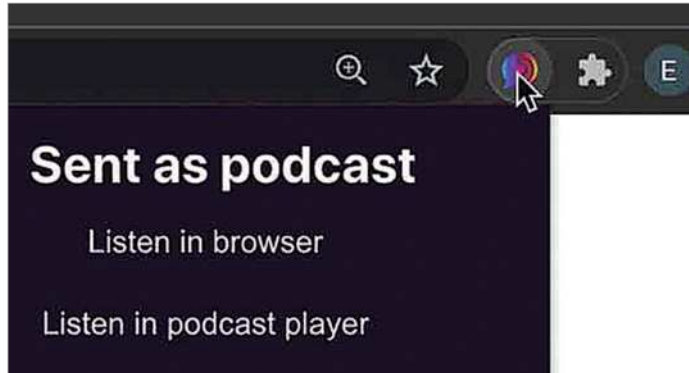 E
Sent as podcast
Listen in browser
Listen in podcast player